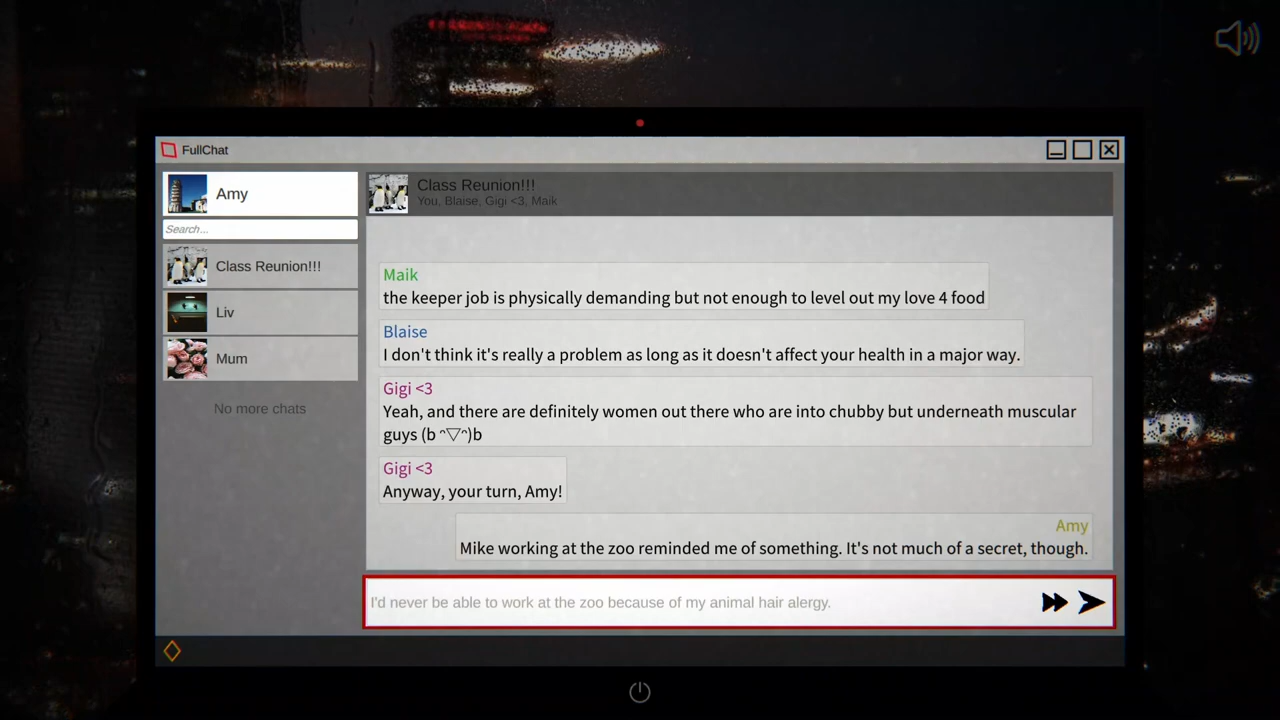 FullChat
Amy
Search...
Class Reunion!!!
Liv
Mum
No more chats
Class Reunion!!!
You, Blaise, Gigi <3, Maik
Maik
the keeper job is physically demanding but not enough to level out my love 4 food
Blaise
I don't think it's really a problem as long as it doesn't affect your health in a major way.
Gigi <3
Yeah, and there are definitely women out there who are into chubby but underneath muscular
guys (b ᵔ▽ᵔ)b
Gigi <3
Anyway, your turn, Amy!
Amy
Mike working at the zoo reminded me of something. It's not much of a secret, though.
I'd never be able to work at the zoo because of my animal hair alergy.